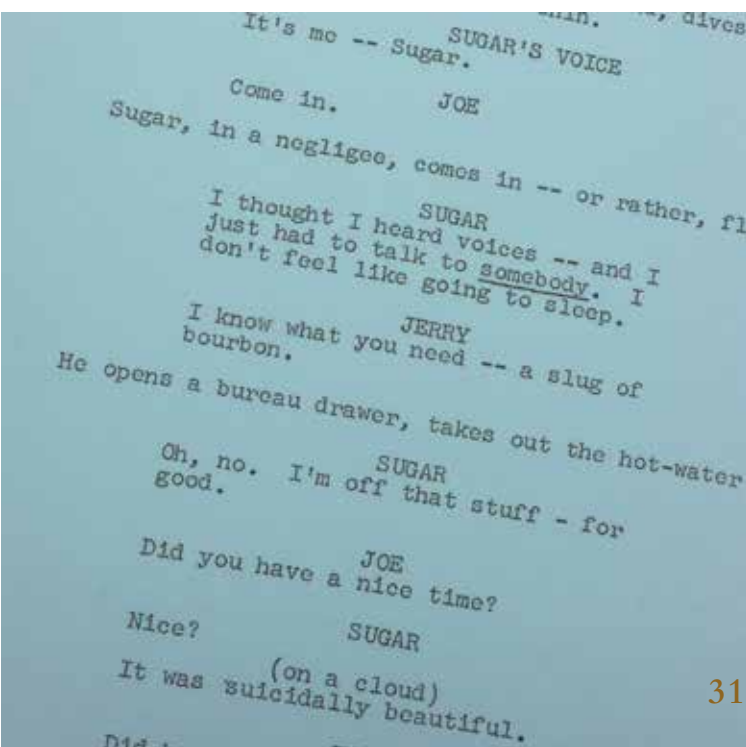 dives
SUGAR'S VOICE
It's me -- Sugar.
JOE
Come in.
Sugar, in a negligee, comes in -- or rather, fl
SUGAR
I thought I heard voices -- and I
just had to talk to somebody. I
don't feel like going to sleep.
JERRY
I know what you need -- a slug of
bourbon.
He opens a bureau drawer, takes out the hot-water
SUGAR
Oh, no. I'm off that stuff - for
good.
JOE
Did you have a nice time?
SUGAR
Nice?
(on a cloud)
It was suicidally beautiful.
Did
31